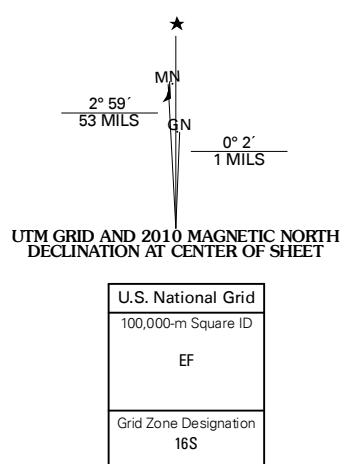 MN
2° 59´
53 MILS
GN
0° 2´
1 MILS
UTM GRID AND 2010 MAGNETIC NORTH
DECLINATION AT CENTER OF SHEET
U.S. National Grid
100,000-m Square ID
EF
Grid Zone Designation
16S